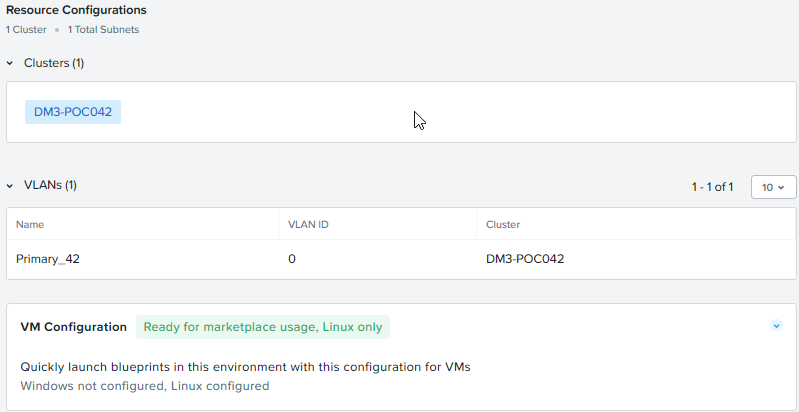 Resource Configurations
1 Cluster • 1 Total Subnets
Clusters (1)
DM3-POC042
VLANs (1) 1 - 1 of 1 10
Name VLAN ID Cluster
Primary_42 0 DM3-POC042
VM Configuration Ready for marketplace usage, Linux only
Quickly launch blueprints in this environment with this configuration for VMs
Windows not configured, Linux configured